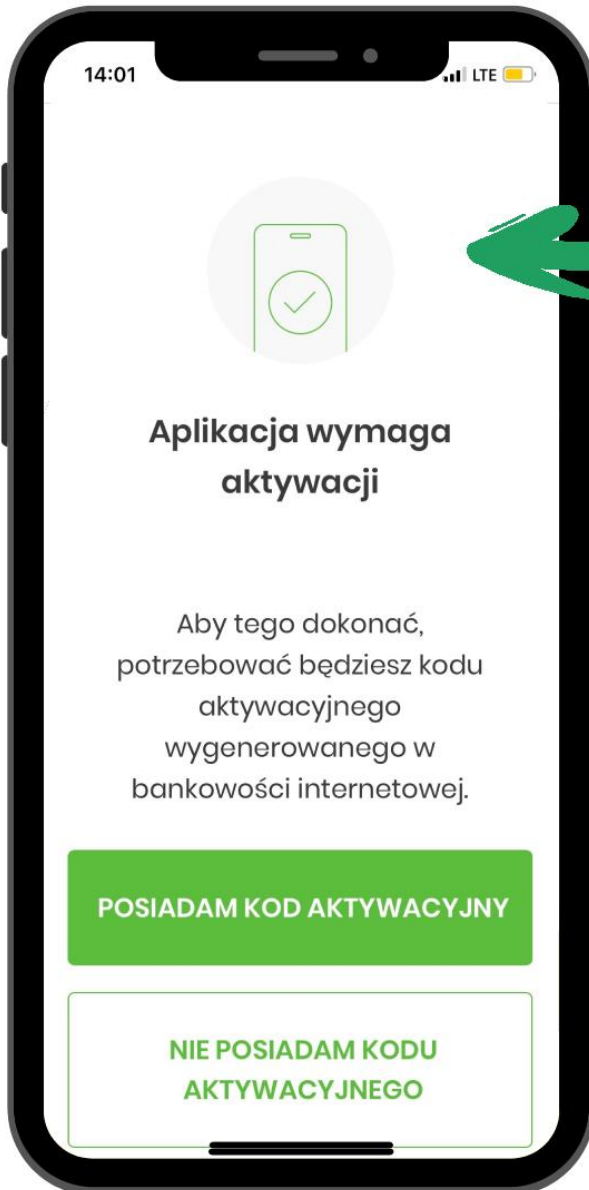 14:01
LTE
Aplikacja wymaga
aktywacji
Aby tego dokonać,
potrzebować będziesz kodu
aktywacyjnego
wygenerowanego w
bankowości internetowej.
POSIADAM KOD AKTYWACYJNY
NIE POSIADAM KODU
AKTYWACYJNEGO